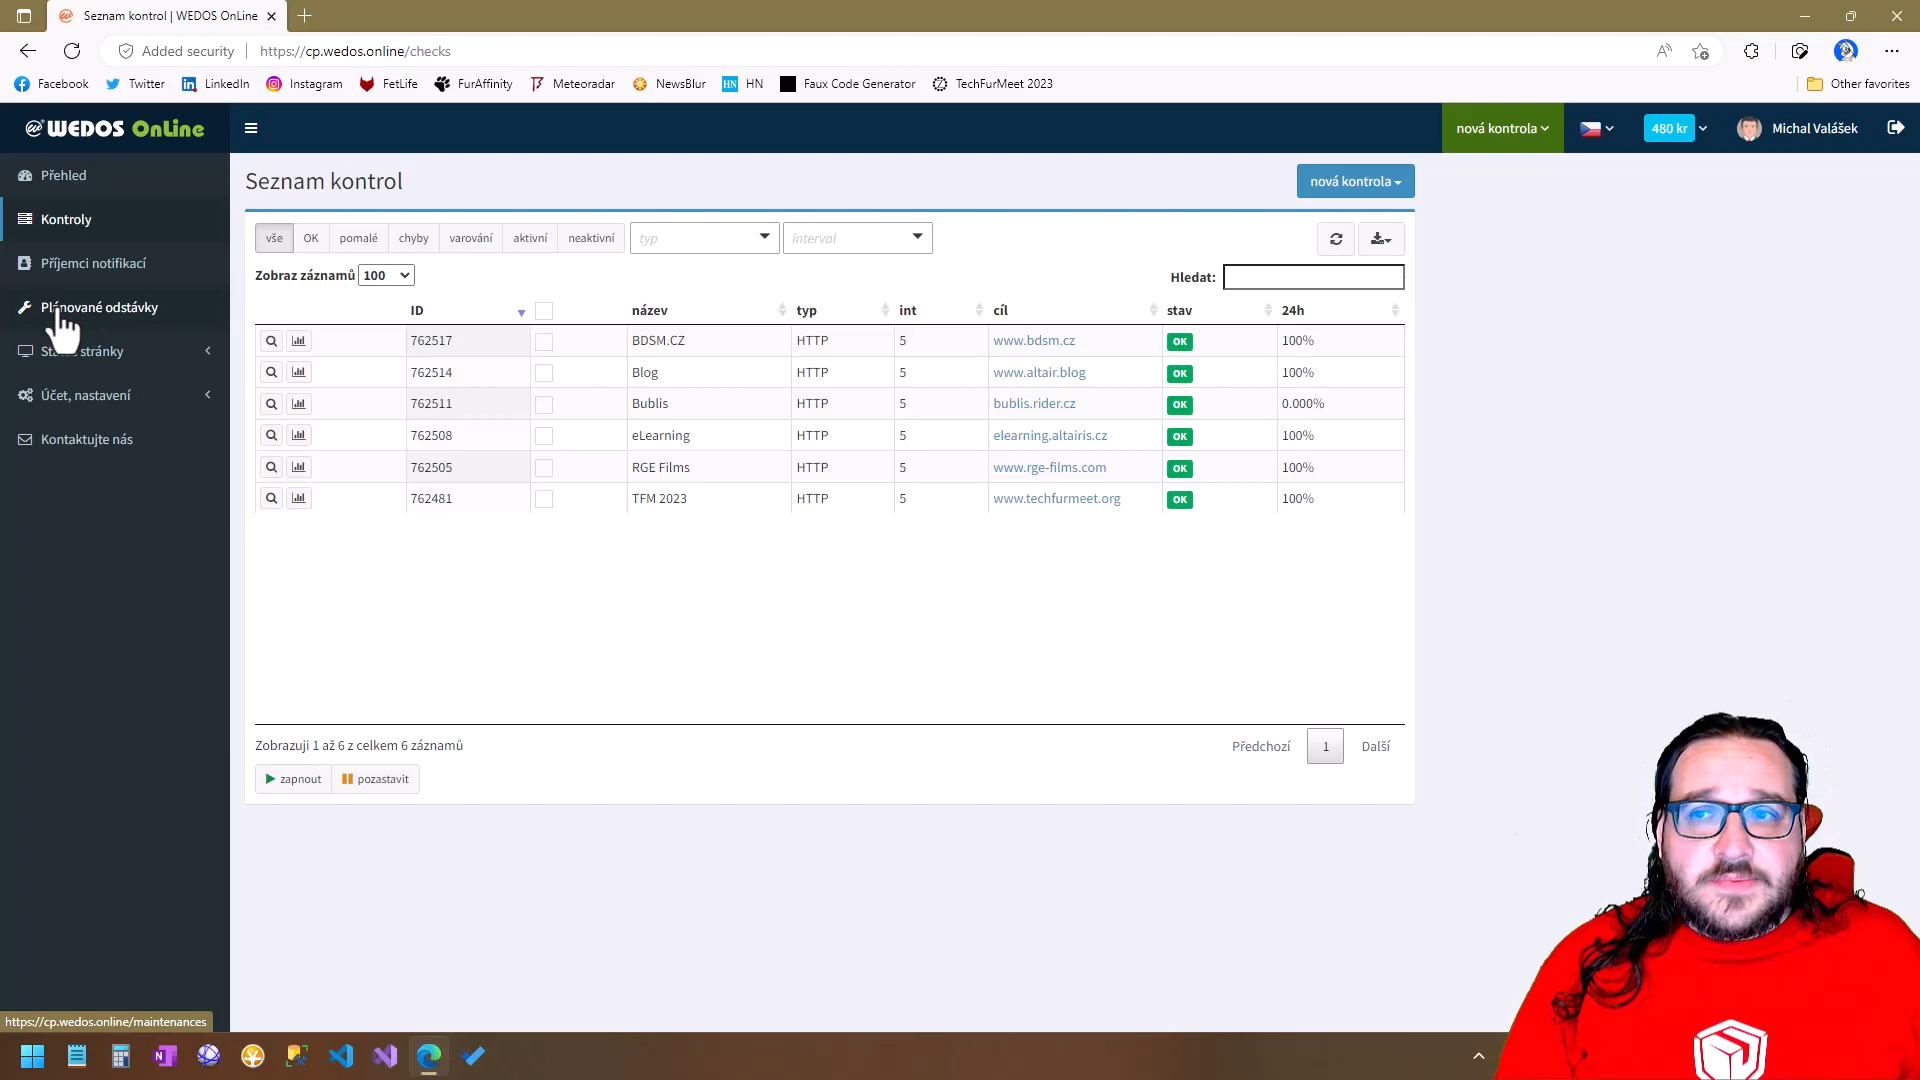 Seznam kontrol | WEDOS OnLine
Added security
https://cp.wedos.online/checks
Facebook
Twitter
LinkedIn
Instagram
FetLife
FurAffinity
Meteoradar
NewsBlur
HN HN
Faux Code Generator
TechFurMeet 2023
Other favorites
WEDOS OnLine
nová kontrola
480 kr
Michal Valášek
Přehled
Kontroly
Příjemci notifikací
Plánované odstávky
stránky
Účet, nastavení
Kontaktujte nás
Seznam kontrol
nová kontrola
vše OK pomalé chyby varování aktivní neaktivní typ interval
Zobraz záznamů 100
Hledat:
ID název typ int cíl stav 24h
762517 BDSM.CZ HTTP 5 www.bdsm.cz OK 100%
762514 Blog HTTP 5 www.altair.blog OK 100%
762511 Bublis HTTP 5 bublis.rider.cz OK 0.000%
762508 eLearning HTTP 5 elearning.altairis.cz OK 100%
762505 RGE Films HTTP 5 www.rge-films.com OK 100%
762481 TFM 2023 HTTP 5 www.techfurmeet.org OK 100%
Zobrazuji 1 až 6 z celkem 6 záznamů
Předchozí 1 Další
zapnout pozastavit
https://cp.wedos.online/maintenances
N